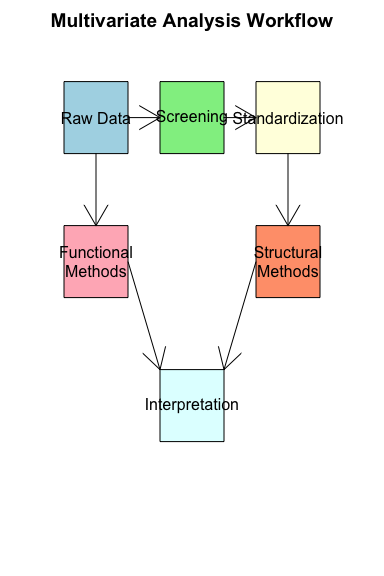 Multivariate Analysis Workflow
Raw Data
Screening
Standardization
Functional
Methods
Structural
Methods
Interpretation